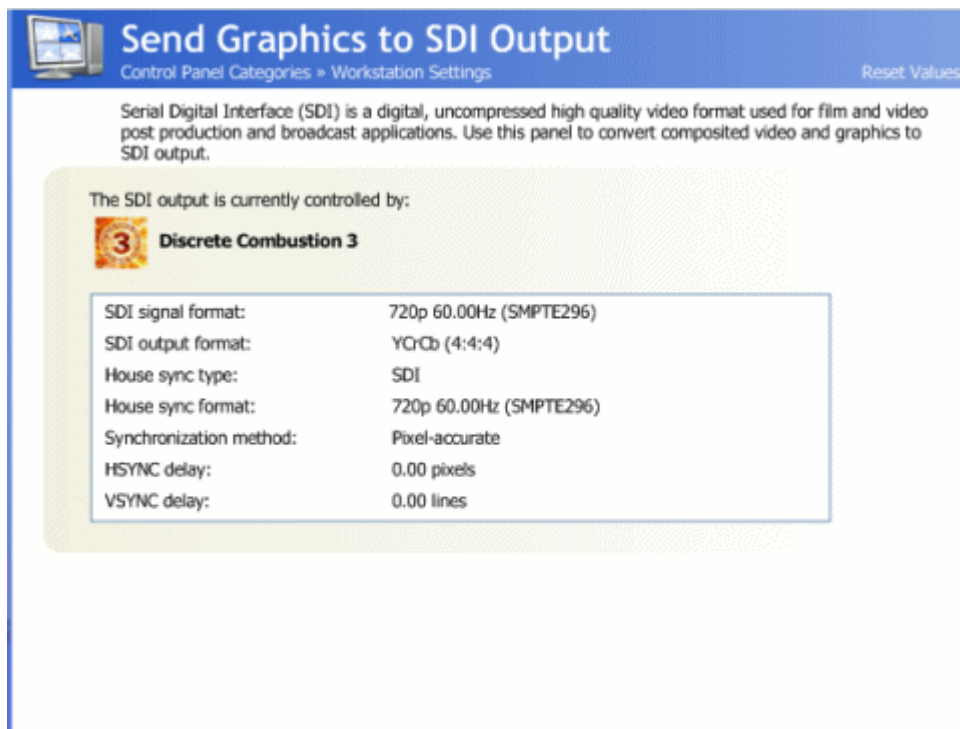 Send Graphics to SDI Output
Control Panel Categories » Workstation Settings
Reset Values
Serial Digital Interface (SDI) is a digital, uncompressed high quality video format used for film and video
post production and broadcast applications. Use this panel to convert composited video and graphics to
SDI output.
The SDI output is currently controlled by:
3
Discrete Combustion 3
SDI signal format: 720p 60.00Hz (SMPTE296)
SDI output format: YCrCb (4:4:4)
House sync type: SDI
House sync format: 720p 60.00Hz (SMPTE296)
Synchronization method: Pixel-accurate
HSYNC delay: 0.00 pixels
VSYNC delay: 0.00 lines